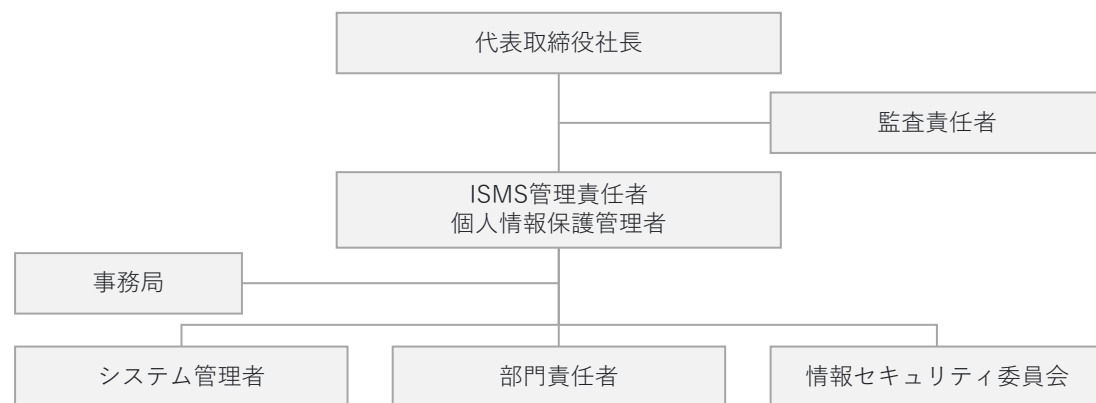 代表取締役社長
監査責任者
ISMS管理責任者
個人情報保護管理者
事務局
システム管理者
部門責任者
情報セキュリティ委員会